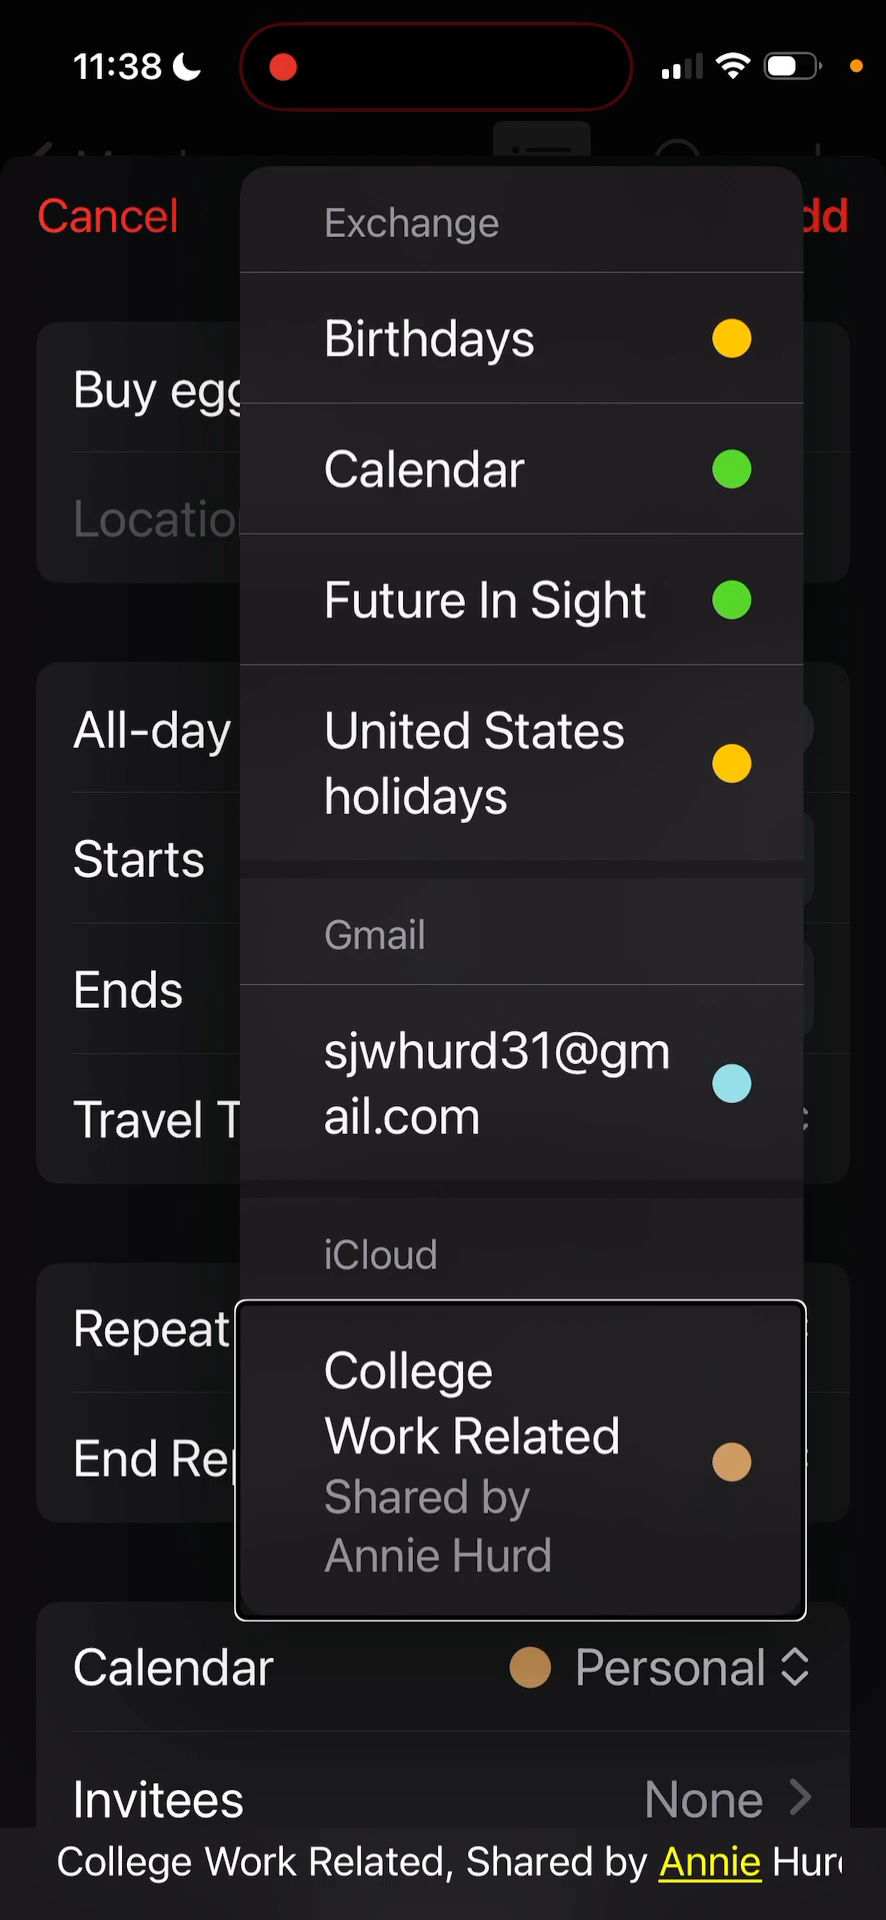 11:38
Cancel
Exchange
dd
Birthdays
Buy egg
Calendar
Locatio
Future In Sight
All-day
United States
holidays
Starts
Gmail
Ends
sjwhurd31@gm
ail.com
Travel T
iCloud
Repeat
College
Work Related
End Rep
Shared by
Annie Hurd
Calendar
Personal
Invitees
None
College Work Related, Shared by Annie Hurd